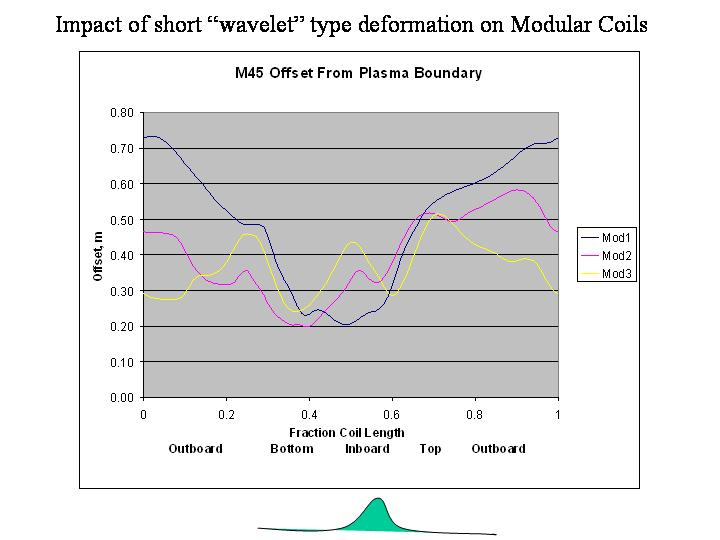 Impact of short “wavelet” type deformation on Modular Coils
M45 Offset From Plasma Boundary
0.80
0.70
0.60
0.50
0.40
0.30
0.20
0.10
0.00
Offset, m
0 0.2 0.4 0.6 0.8 1
Fraction Coil Length
Outboard Bottom Inboard Top Outboard
Mod1
Mod2
Mod3